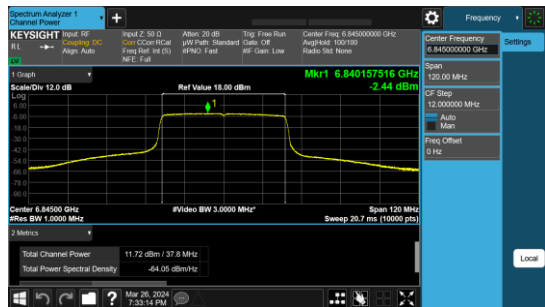 Spectrum Analyzer 1
Channel Power
+
Frequency
KEYSIGHT
RL
Input: RF
Coupling: DC
Align: Auto
Input Z: 50 Ω
Corr CCorr RCal
Freq Ref: Int (S)
NFE: Full
Atten: 20 dB
µW Path: Standard
#PNO: Fast
Trig: Free Run
Gate: Off
#IF Gain: Low
Center Freq: 6.845000000 GHz
Avg|Hold: 100/100
Radio Std: None
1 Graph
Scale/Div 12.0 dB
Ref Value 18.00 dBm
Mkr1 6.840157516 GHz
-2.44 dBm
Log
6.00
-6.00
-18.0
-30.0
-42.0
-54.0
-66.0
-78.0
-90.0
1
Center 6.84500 GHz
#Video BW 3.0000 MHz*
Span 120 MHz
#Res BW 1.0000 MHz
Sweep 20.7 ms (10000 pts)
2 Metrics
Total Channel Power
11.72 dBm / 37.8 MHz
Total Power Spectral Density
-64.05 dBm/Hz
Center Frequency
6.845000000 GHz
Settings
Span
120.00 MHz
CF Step
12.000000 MHz
Auto
Man
Freq Offset
0 Hz
Local
?
Mar 26, 2024
7:33:14 PM